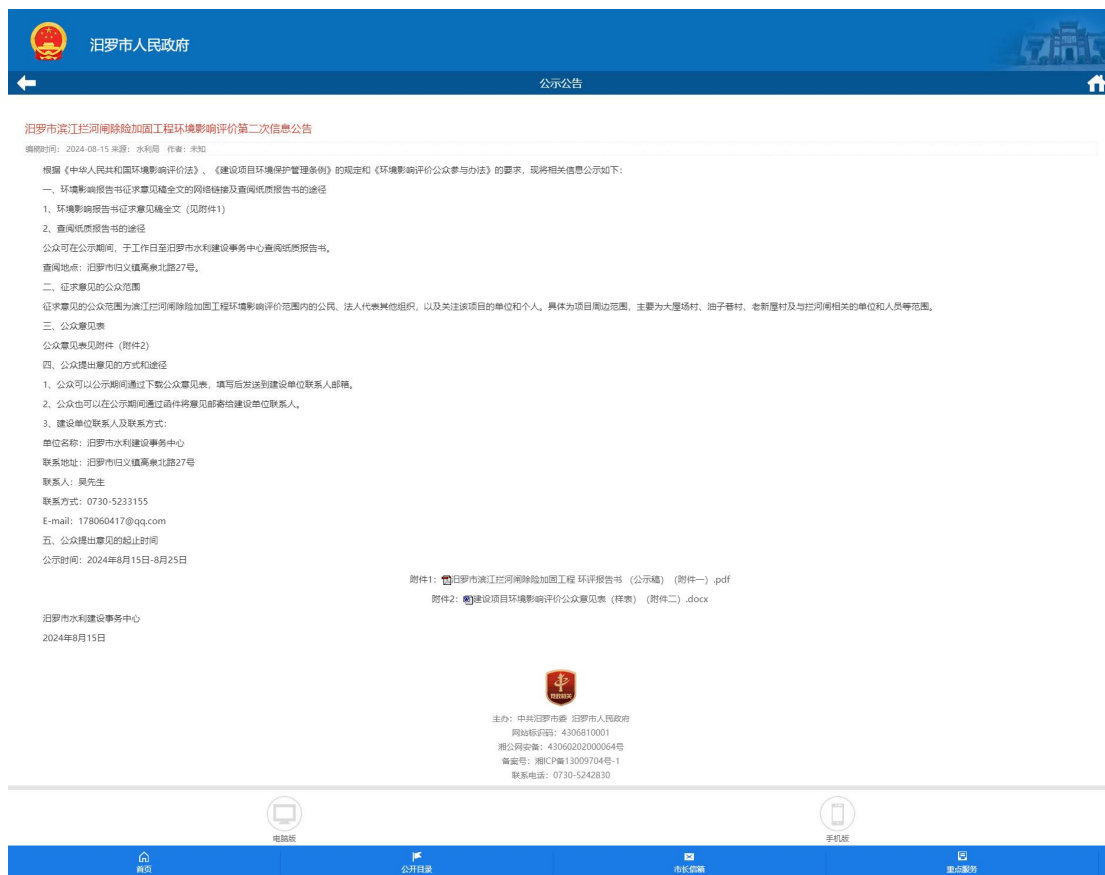 汨罗市人民政府
公示公告
汨罗市滨江拦河闸除险加固工程环境影响评价第二次信息公告
编稿时间： 2024-08-15 来源： 水利局 作者：未知
根据《中华人民共和国环境影响评价法》、《建设项目环境保护管理条例》的规定和《环境影响评价公众参与办法》的要求，现将相关信息公示如下：
一、环境影响报告书征求意见稿全文的网络链接及查阅纸质报告书的途径
1、环境影响报告书征求意见稿全文（见附件1）
2、查阅纸质报告书的途径
公众可在公示期间，于工作日至汨罗市水利建设事务中心查阅纸质报告书。
查阅地点：汨罗市归义镇高泉北路27号。
二、征求意见的公众范围
征求意见的公众范围为滨江拦河闸除险加固工程环境影响评价范围内的公民、法人代表其他组织，以及关注该项目的单位和个人。具体为项目周边范围，主要为大屋场村、油子巷村、老新屋村及与拦河闸相关的单位和人员等范围。
三、公众意见表
公众意见表见附件（附件2）
四、公众提出意见的方式和途径
1、公众可以公示期间通过下载公众意见表，填写后发送到建设单位联系人邮箱。
2、公众也可以在公示期间通过函件将意见邮寄给建设单位联系人。
3、建设单位联系人及联系方式：
单位名称：汨罗市水利建设事务中心
联系地址：汨罗市归义镇高泉北路27号
联系人：吴先生
联系方式：0730-5233155
E-mail：178060417@qq.com
五、公众提出意见的起止时间
公示时间：2024年8月15日-8月25日
附件1：汨罗市滨江拦河闸除险加固工程 环评报告书 （公示稿）（附件一）.pdf
附件2：建设项目环境影响评价公众意见表（样表）（附件二）.docx
汨罗市水利建设事务中心
2024年8月15日
党政机关
主办：中共汨罗市委 汨罗市人民政府
网站标识码：4306810001
湘公网安备：43060202000064号
备案号：湘ICP备13009704号-1
联系电话：0730-5242830
电脑版 手机版
首页 公开目录 市长信箱 重点服务